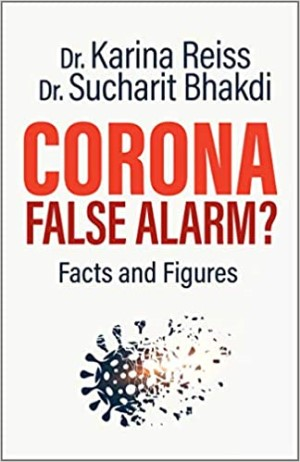 Dr. Karina Reiss
Dr. Sucharit Bhakdi
CORONA
FALSE ALARM?
Facts and Figures